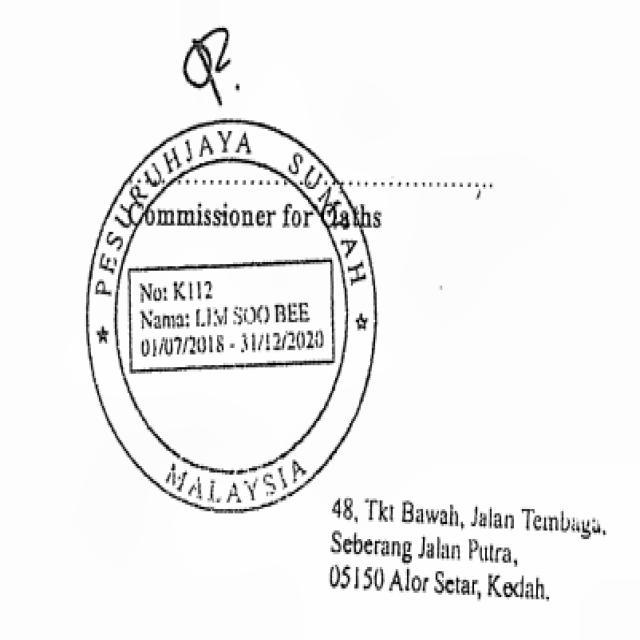 PESURUHJAYA SUMPAH
Commissioner for Oaths
No: K112
Nama: LIM SOO BEE
01/07/2018 - 31/12/2020
MALAYSIA
48, Tkt Bawah, Jalan Tembaga,
Seberang Jalan Putra,
05150 Alor Setar, Kedah.